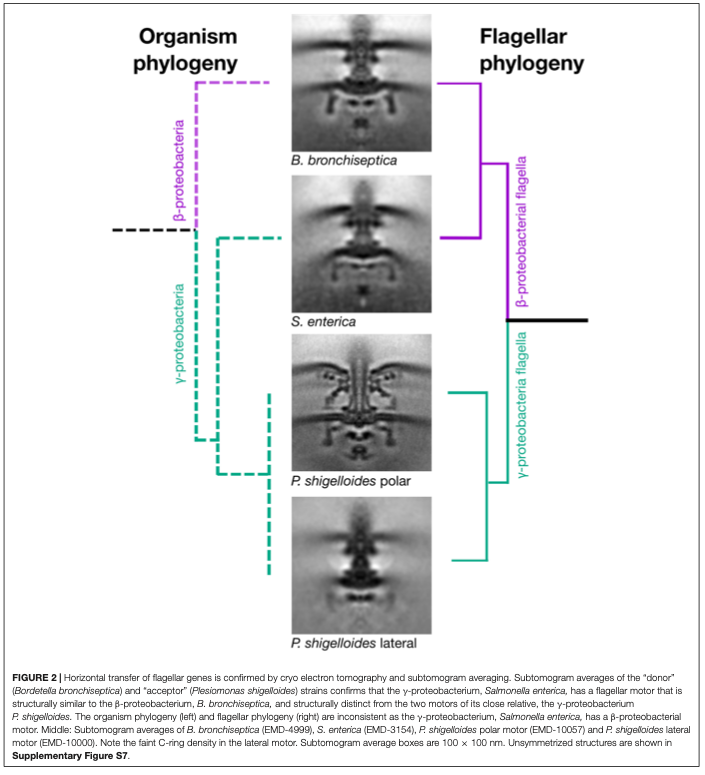 Organism
phylogeny
Flagellar
phylogeny
β-proteobacteria
γ-proteobacteria
β-proteobacterial flagella
γ-proteobacteria flagella
B. bronchiseptica
S. enterica
P. shigelloides polar
P. shigelloides lateral
FIGURE 2 | Horizontal transfer of flagellar genes is confirmed by cryo electron tomography and subtomogram averaging. Subtomogram averages of the “donor”
(Bordetella bronchiseptica) and “acceptor” (Plesiomonas shigelloides) strains confirms that the γ-proteobacterium, Salmonella enterica, has a flagellar motor that is
structurally similar to the β-proteobacterium, B. bronchiseptica, and structurally distinct from the two motors of its close relative, the γ-proteobacterium
P. shigelloides. The organism phylogeny (left) and flagellar phylogeny (right) are inconsistent as the γ-proteobacterium, Salmonella enterica, has a β-proteobacterial
motor. Middle: Subtomogram averages of B. bronchiseptica (EMD-4999), S. enterica (EMD-3154), P. shigelloides polar motor (EMD-10057) and P. shigelloides lateral
motor (EMD-10000). Note the faint C-ring density in the lateral motor. Subtomogram average boxes are 100 × 100 nm. Unsymmetrized structures are shown in
Supplementary Figure S7.